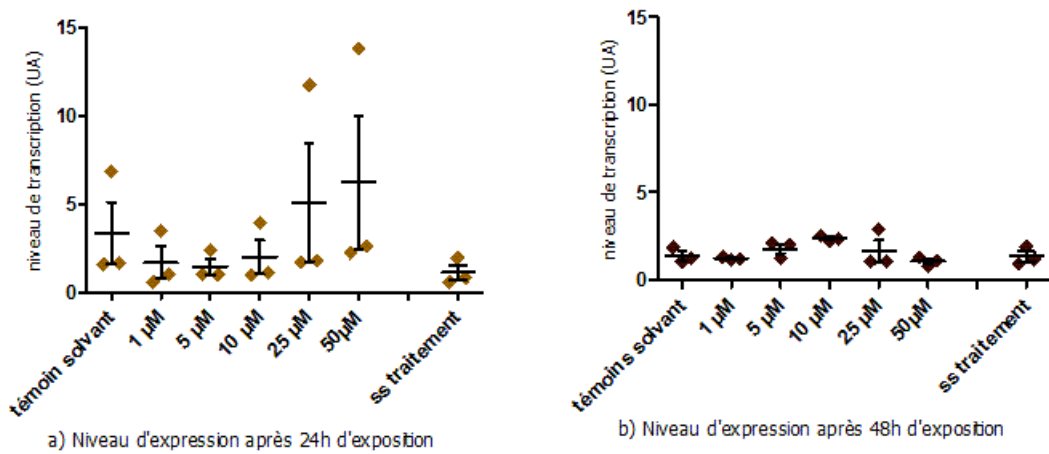 15
10
5
0
niveau de transcription (UA)
témoin solvant
1 µM
5 µM
10 µM
25 µM
50µM
ss traitement
a) Niveau d'expression après 24h d'exposition
15
10
5
0
niveau de transcription (UA)
témoins solvant
1 µM
5 µM
10 µM
25 µM
50µM
ss traitement
b) Niveau d'expression après 48h d'exposition